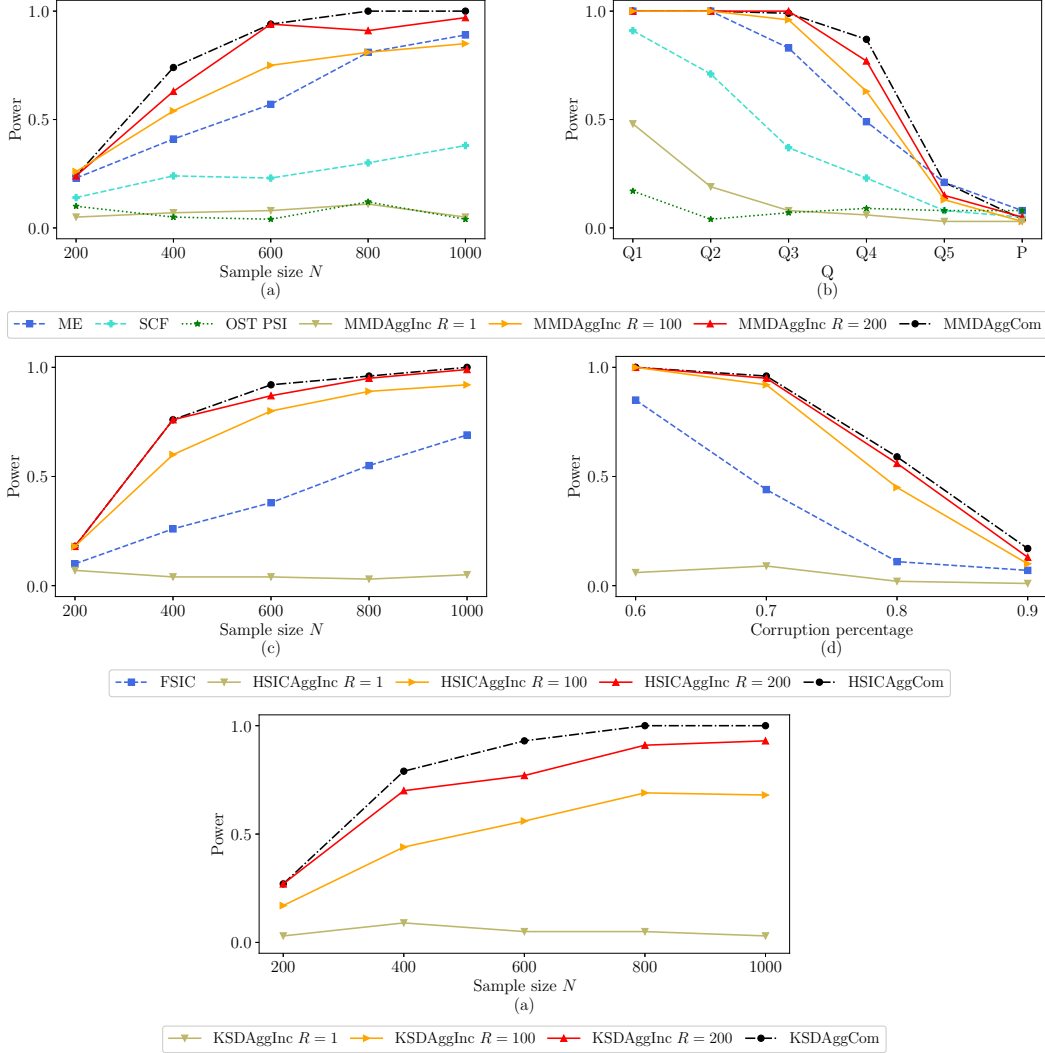 1.0
0.5
0.0
Power
200 400 600 800 1000
Sample size N
(a)
1.0
0.5
0.0
Power
Q1 Q2 Q3 Q4 Q5 P
Q
(b)
ME SCF OST PSI MMDAggInc R = 1 MMDAggInc R = 100 MMDAggInc R = 200 MMDAggCom
1.0
0.5
0.0
Power
200 400 600 800 1000
Sample size N
(c)
1.0
0.5
0.0
Power
0.6 0.7 0.8 0.9
Corruption percentage
(d)
FSIC HSICAggInc R = 1 HSICAggInc R = 100 HSICAggInc R = 200 HSICAggCom
1.0
0.5
0.0
Power
200 400 600 800 1000
Sample size N
(a)
KSDAggInc R = 1 KSDAggInc R = 100 KSDAggInc R = 200 KSDAggCom